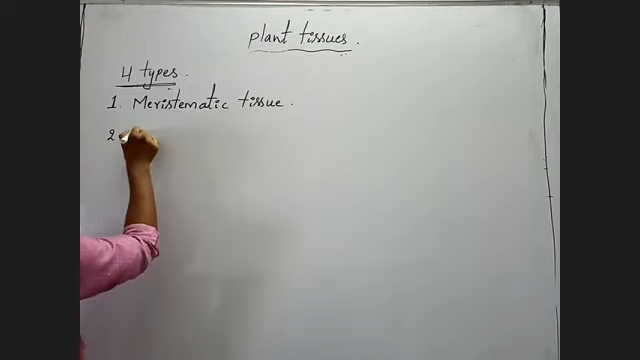 plant tissues.
4 types.
1. Meristematic tissue.
2